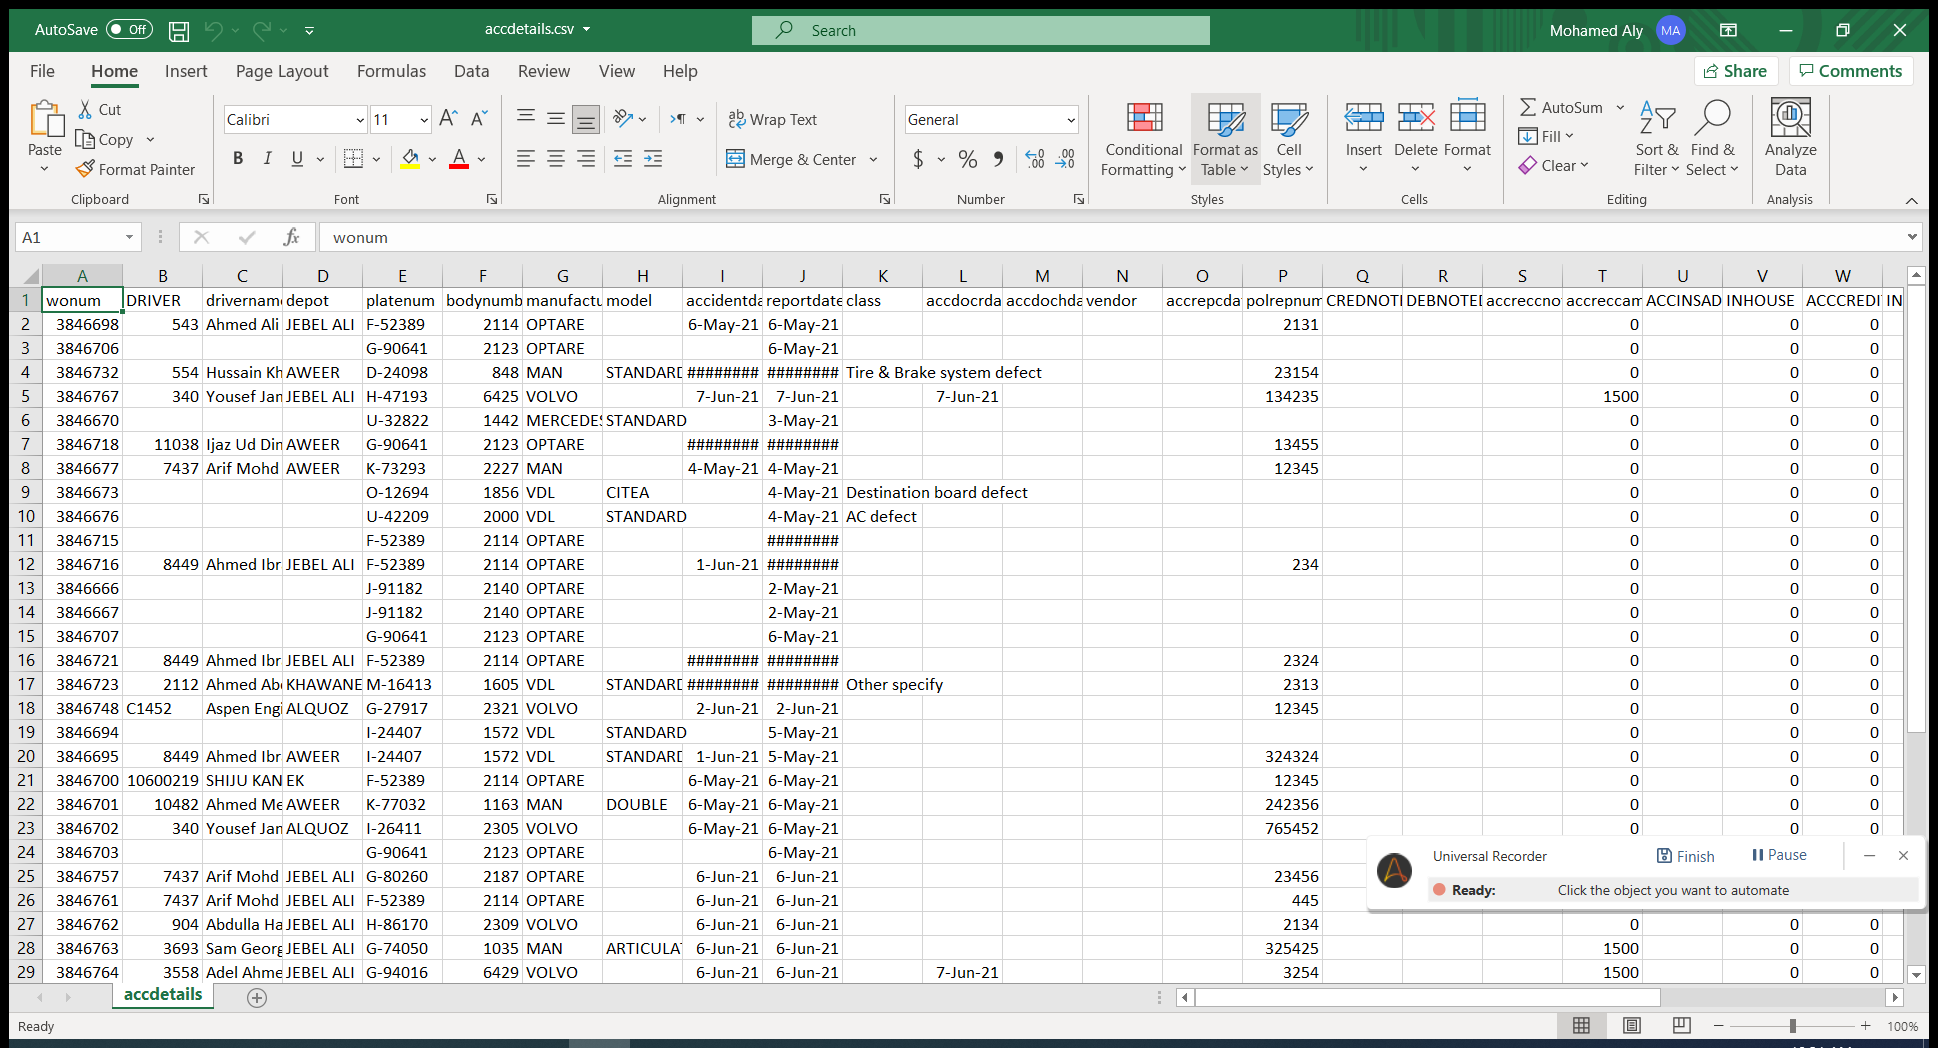 AutoSave Off accdetails.csv Search Mohamed Aly MA
File Home Insert Page Layout Formulas Data Review View Help Share Comments
Paste Cut Copy Format Painter Clipboard
Calibri 11 A A B I U A Font
ab Wrap Text Merge & Center Alignment
General $ % 9 .00 Number
Conditional Formatting Format as Table Cell Styles Styles
Insert Delete Format Cells
AutoSum Fill Clear Sort & Filter Find & Select Editing
Analyze Data Analysis
A1 fx wonum
A B C D E F G H I J K L M N O P Q R S T U V W
1 wonum DRIVER drivername depot platenum bodynumb manufactu model accidentda reportdate class accdocrda accdochda vendor accrepcda polrepnum CREDNOTI DEBNOTED accreccno accreccam ACCINSAD INHOUSE ACCCREDI IN
2 3846698 543 Ahmed Ali JEBEL ALI F-52389 2114 OPTARE 6-May-21 6-May-21 2131 0 0 0
3 3846706 G-90641 2123 OPTARE 6-May-21 0 0 0
4 3846732 554 Hussain Kh AWEER D-24098 848 MAN STANDARD ######## ######## Tire & Brake system defect 23154 0 0 0
5 3846767 340 Yousef Jan JEBEL ALI H-47193 6425 VOLVO 7-Jun-21 7-Jun-21 7-Jun-21 134235 1500 0 0
6 3846670 U-32822 1442 MERCEDES STANDARD 3-May-21 0 0 0
7 3846718 11038 Ijaz Ud Din AWEER G-90641 2123 OPTARE ######## ######## 13455 0 0 0
8 3846677 7437 Arif Mohd AWEER K-73293 2227 MAN 4-May-21 4-May-21 12345 0 0 0
9 3846673 O-12694 1856 VDL CITEA 4-May-21 Destination board defect 0 0 0
10 3846676 U-42209 2000 VDL STANDARD 4-May-21 AC defect 0 0 0
11 3846715 F-52389 2114 OPTARE ######## 0 0 0
12 3846716 8449 Ahmed Ibr JEBEL ALI F-52389 2114 OPTARE 1-Jun-21 ######## 234 0 0 0
13 3846666 J-91182 2140 OPTARE 2-May-21 0 0 0
14 3846667 J-91182 2140 OPTARE 2-May-21 0 0 0
15 3846707 G-90641 2123 OPTARE 6-May-21 0 0 0
16 3846721 8449 Ahmed Ibr JEBEL ALI F-52389 2114 OPTARE ######## ######## 2324 0 0 0
17 3846723 2112 Ahmed Abd KHAWANE M-16413 1605 VDL STANDARD ######## ######## Other specify 2313 0 0 0
18 3846748 C1452 Aspen Engi ALQUOZ G-27917 2321 VOLVO 2-Jun-21 2-Jun-21 12345 0 0 0
19 3846694 I-24407 1572 VDL STANDARD 5-May-21 0 0 0
20 3846695 8449 Ahmed Ibr AWEER I-24407 1572 VDL STANDARD 1-Jun-21 5-May-21 324324 0 0 0
21 3846700 10600219 SHIJU KAN EK F-52389 2114 OPTARE 6-May-21 6-May-21 12345 0 0 0
22 3846701 10482 Ahmed Me AWEER K-77032 1163 MAN DOUBLE 6-May-21 6-May-21 242356 0 0 0
23 3846702 340 Yousef Jan ALQUOZ I-26411 2305 VOLVO 6-May-21 6-May-21 765452 0 0 0
24 3846703 G-90641 2123 OPTARE 6-May-21
25 3846757 7437 Arif Mohd JEBEL ALI G-80260 2187 OPTARE 6-Jun-21 6-Jun-21 23456
26 3846761 7437 Arif Mohd JEBEL ALI F-52389 2114 OPTARE 6-Jun-21 6-Jun-21 445
27 3846762 904 Abdulla Ha JEBEL ALI H-86170 2309 VOLVO 6-Jun-21 6-Jun-21 2134 0 0 0
28 3846763 3693 Sam Georg JEBEL ALI G-74050 1035 MAN ARTICULAT 6-Jun-21 6-Jun-21 325425 1500 0 0
29 3846764 3558 Adel Ahme JEBEL ALI G-94016 6429 VOLVO 6-Jun-21 6-Jun-21 7-Jun-21 3254 1500 0 0
Universal Recorder Finish Pause
Ready: Click the object you want to automate
accdetails
Ready 100%